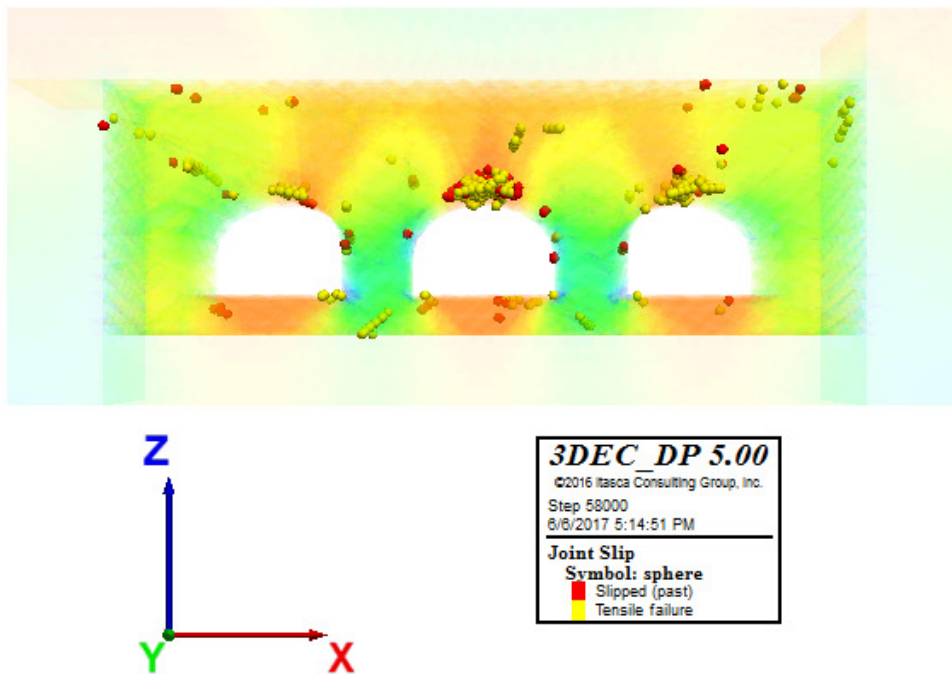 Z
Y
X
3DEC_DP 5.00
©2016 Itasca Consulting Group, Inc.
Step 58000
6/6/2017 5:14:51 PM
Joint Slip
Symbol: sphere
Slipped (past)
Tensile failure